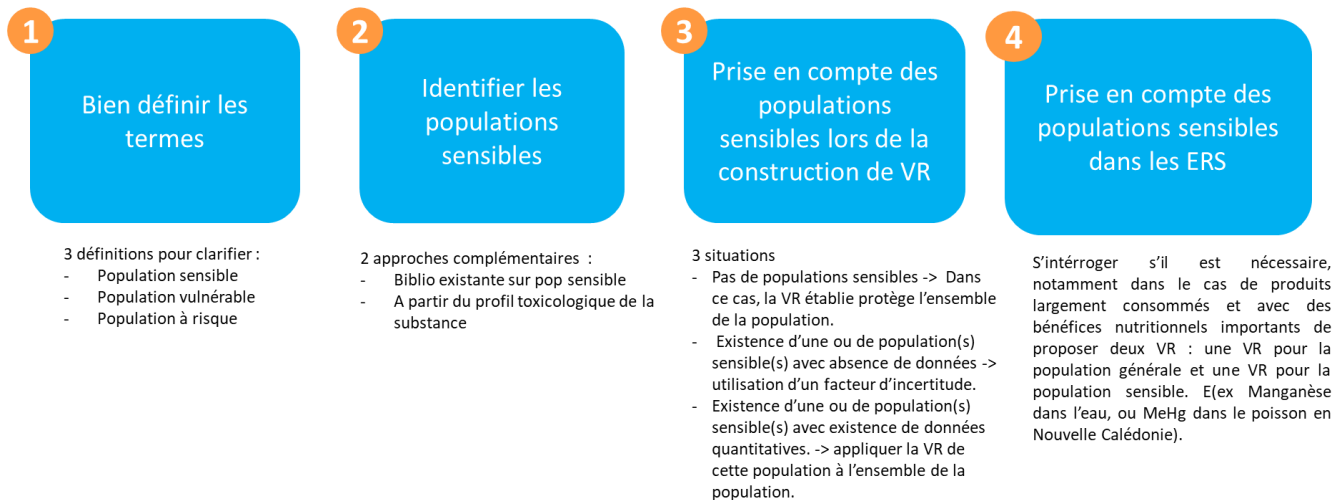 1
Bien définir les
termes
3 définitions pour clarifier :
- Population sensible
- Population vulnérable
- Population à risque
2
Identifier les
populations
sensibles
2 approches complémentaires :
- Biblio existante sur pop sensible
- A partir du profil toxicologique de la
substance
3
Prise en compte des
populations
sensibles lors de la
construction de VR
3 situations
- Pas de populations sensibles -> Dans
ce cas, la VR établie protège l’ensemble
de la population.
- Existence d’une ou de population(s)
sensible(s) avec absence de données ->
utilisation d’un facteur d’incertitude.
- Existence d’une ou de population(s)
sensible(s) avec existence de données
quantitatives. -> appliquer la VR de
cette population à l’ensemble de la
population.
4
Prise en compte des
populations sensibles
dans les ERS
S’intérroger s’il est nécessaire,
notamment dans le cas de produits
largement consommés et avec des
bénéfices nutritionnels importants de
proposer deux VR : une VR pour la
population générale et une VR pour la
population sensible. E(ex Manganèse
dans l’eau, ou MeHg dans le poisson en
Nouvelle Calédonie).